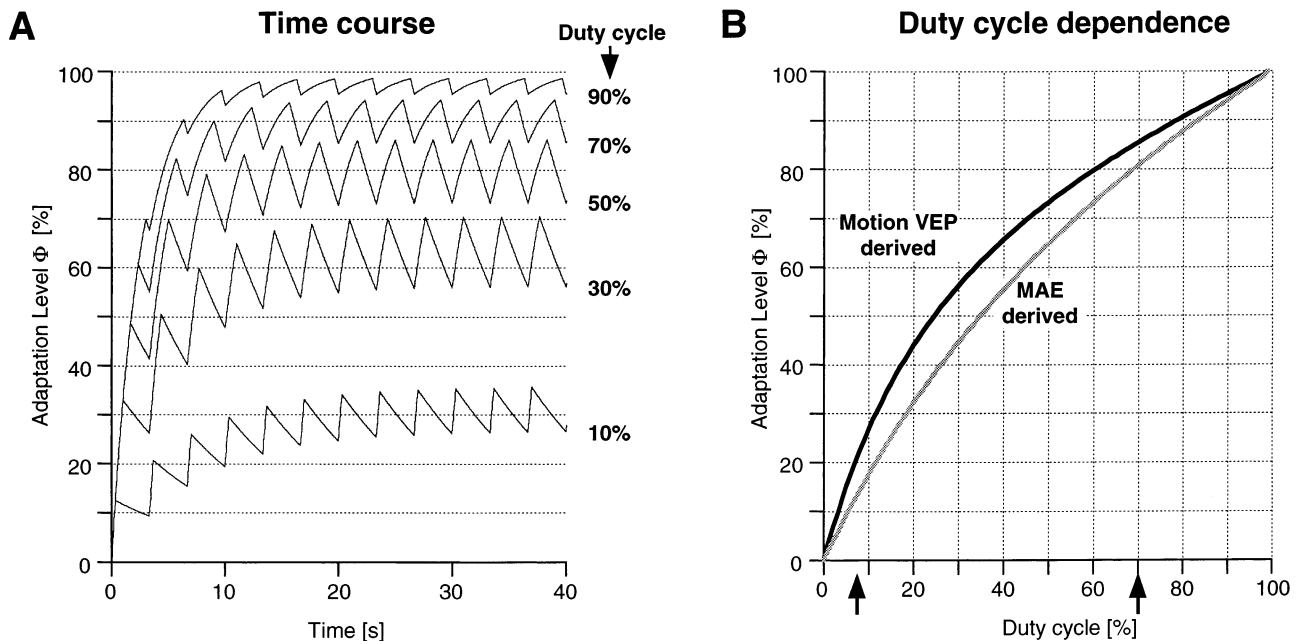 A
Time course
Duty cycle
100
80
60
40
20
0
Adaptation Level Φ [%]
90%
70%
50%
30%
10%
0
10
20
30
40
Time [s]
B
Duty cycle dependence
100
80
60
40
20
0
Adaptation Level Φ [%]
Motion VEP
derived
MAE
derived
0
20
40
60
80
100
Duty cycle [%]